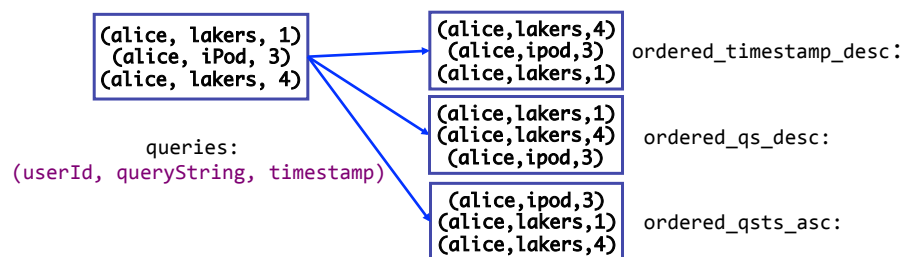 (alice, lakers, 1)
(alice, iPod, 3)
(alice, lakers, 4)
queries:
(userId, queryString, timestamp)
(alice,lakers,4)
(alice,ipod,3)
(alice,lakers,1)
ordered_timestamp_desc:
(alice,lakers,1)
(alice,lakers,4)
(alice,ipod,3)
ordered_qs_desc:
(alice,ipod,3)
(alice,lakers,1)
(alice,lakers,4)
ordered_qsts_asc: